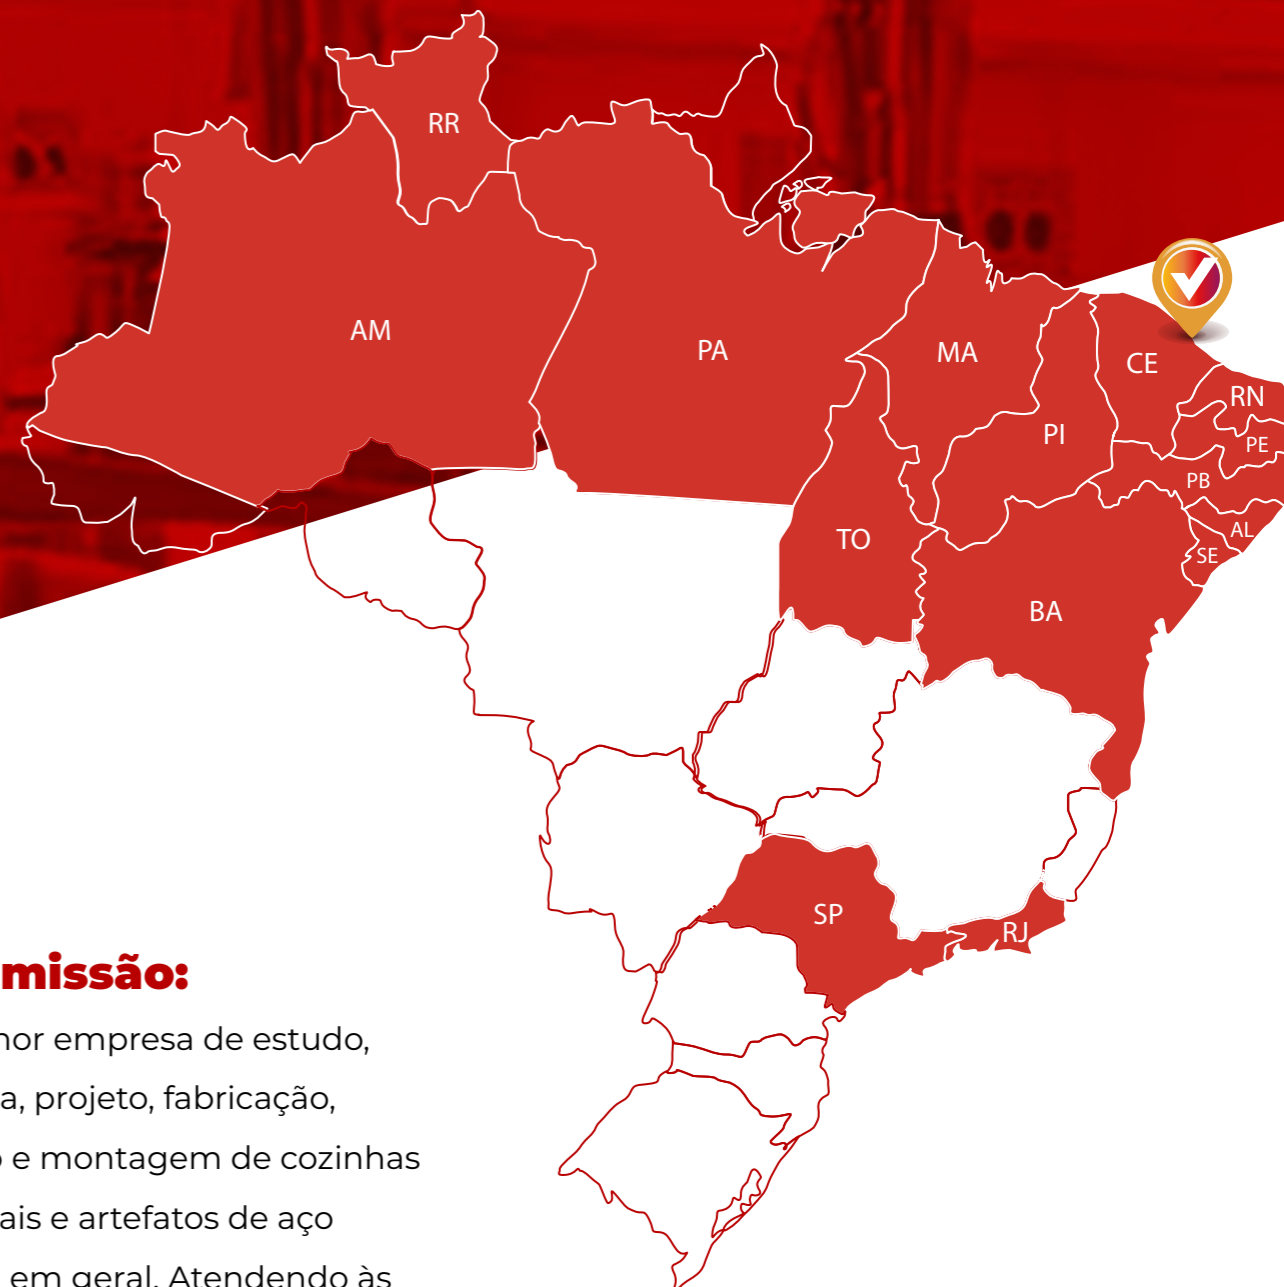 RR
AM
PA
MA
CE
RN
PI
PE
PB
TO
AL
SE
BA
SP
RJ
missão:
hor empresa de estudo,
a, projeto, fabricação,
o e montagem de cozinhas
ais e artefatos de aço
em geral. Atendendo às